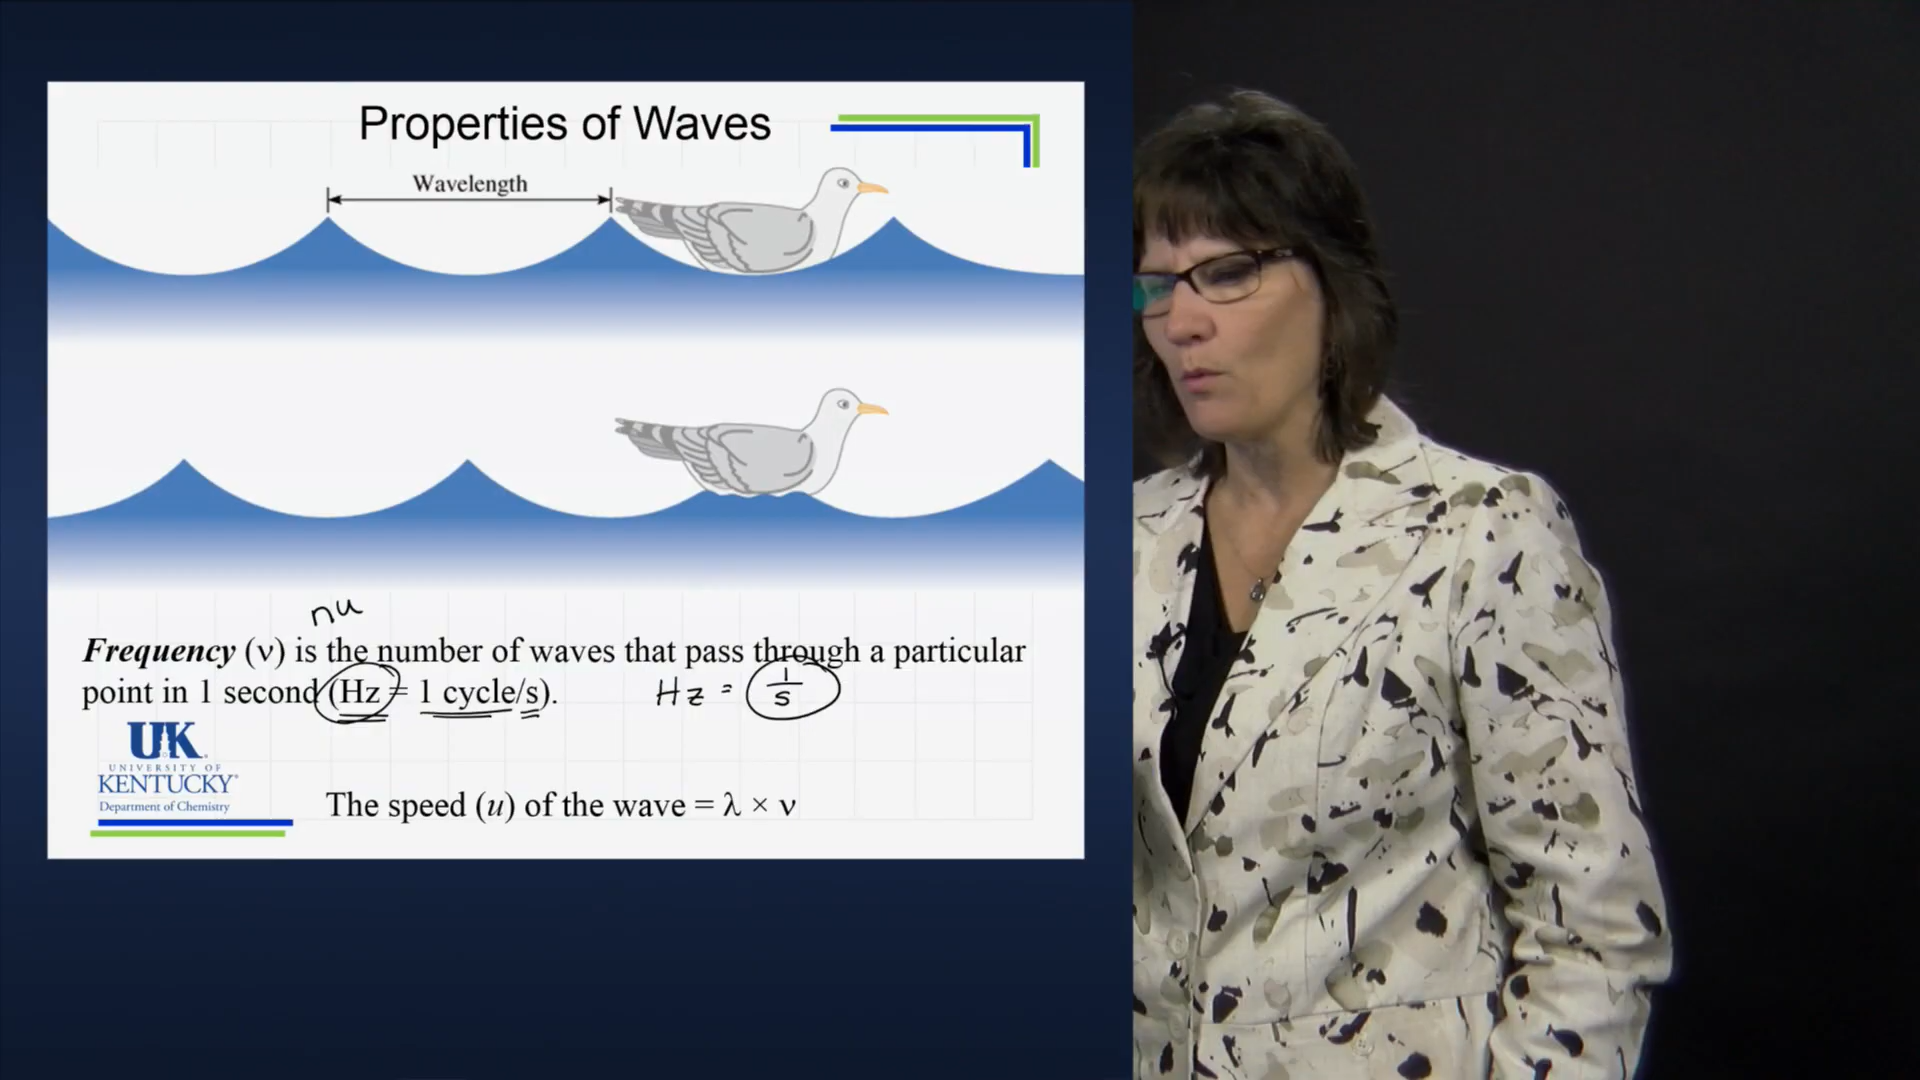 Properties of Waves
Wavelength
nu
Frequency (ν) is the number of waves that pass through a particular
point in 1 second (Hz = 1 cycle/s).
Hz = 1/s
UK
UNIVERSITY OF
KENTUCKY
Department of Chemistry
The speed (u) of the wave = λ × ν